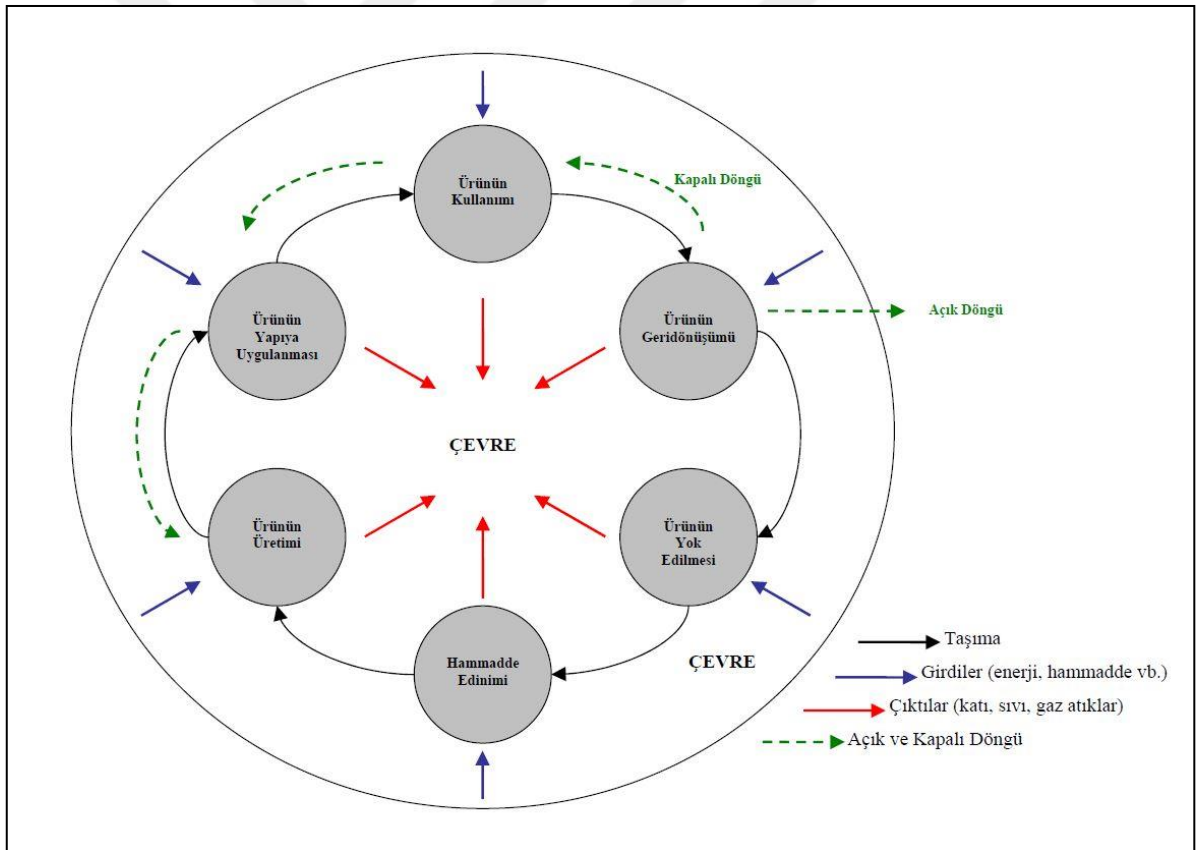 Ürünün
Kullanımı
Kapalı Döngü
Ürünün
Yapıya
Uygulanması
Ürünün
Geridönüşümü
Açık Döngü
ÇEVRE
Ürünün
Üretimi
Ürünün
Yok
Edilmesi
Hammadde
Edinimi
ÇEVRE
Taşıma
Girdiler (enerji, hammadde vb.)
Çıktılar (katı, sıvı, gaz atıklar)
Açık ve Kapalı Döngü